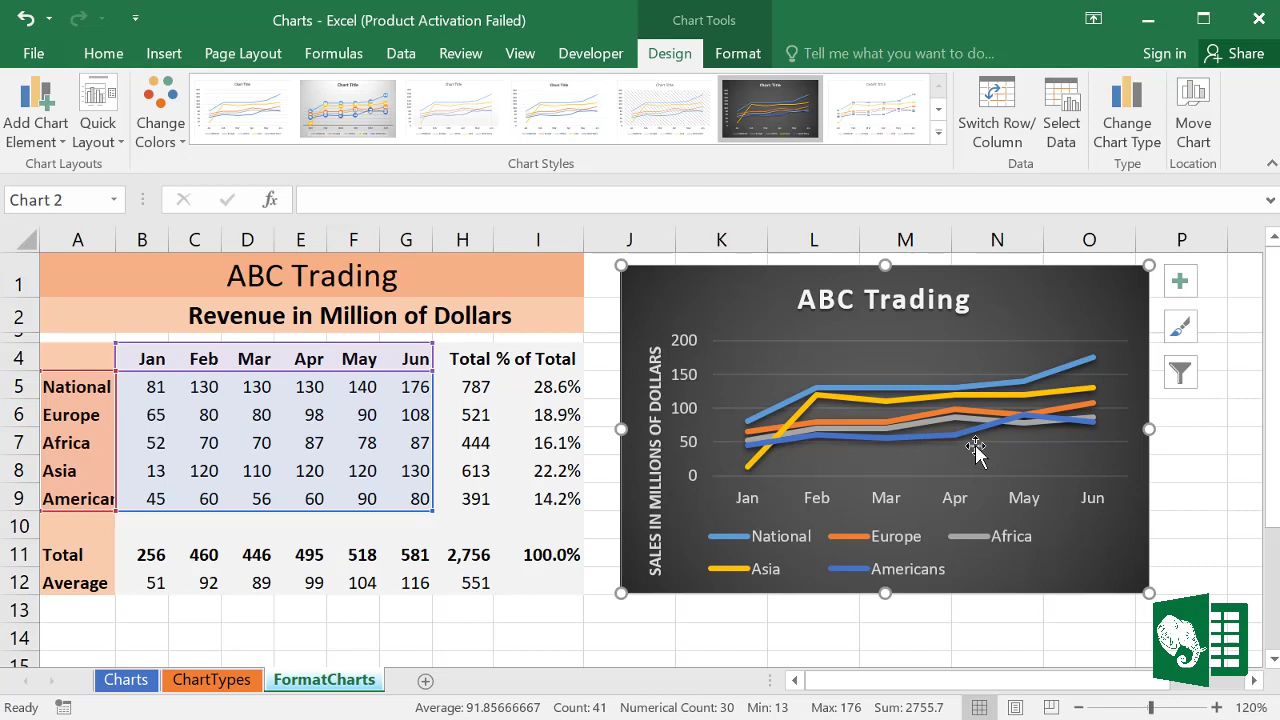 Charts - Excel (Product Activation Failed)
Chart Tools
File Home Insert Page Layout Formulas Data Review View Developer Design Format Tell me what you want to do... Sign in Share
Add Chart Element
Quick Layout
Change Colors
Switch Row/ Column
Select Data
Change Chart Type
Move Chart
Chart Layouts Chart Styles Data Type Location
Chart 2 fx
A B C D E F G H I J K L M N O P
1 ABC Trading
2 Revenue in Million of Dollars
3
4 Jan Feb Mar Apr May Jun Total % of Total
5 National 81 130 130 130 140 176 787 28.6%
6 Europe 65 80 80 98 90 108 521 18.9%
7 Africa 52 70 70 87 78 87 444 16.1%
8 Asia 13 120 110 120 120 130 613 22.2%
9 American 45 60 56 60 90 80 391 14.2%
10
11 Total 256 460 446 495 518 581 2,756 100.0%
12 Average 51 92 89 99 104 116 551
13
14
15
ABC Trading
SALES IN MILLIONS OF DOLLARS
200
150
100
50
0
Jan Feb Mar Apr May Jun
National Europe Africa
Asia Americans
Charts ChartTypes FormatCharts
Ready Average: 91.85666667 Count: 41 Numerical Count: 30 Min: 13 Max: 176 Sum: 2755.7 120%